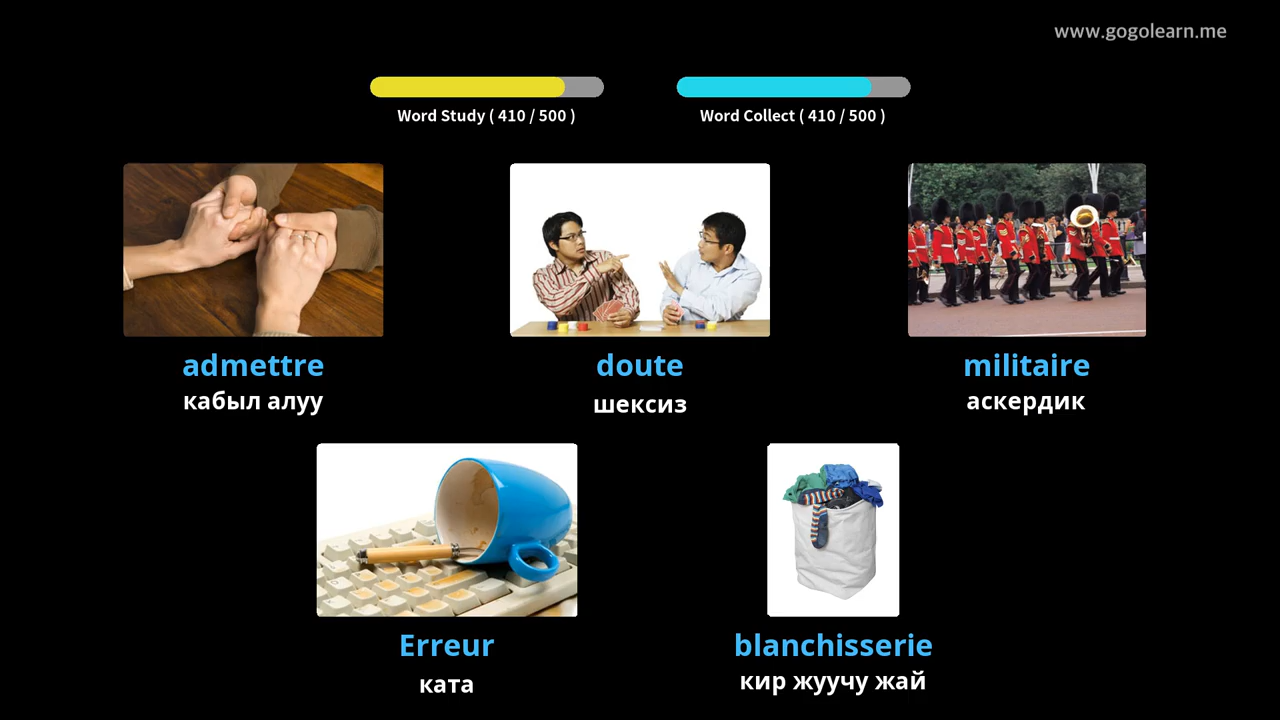 www.gogolearn.me
Word Study ( 410 / 500 )
Word Collect ( 410 / 500 )
admettre
кабыл алуу
doute
шексиз
militaire
аскердик
Erreur
ката
blanchisserie
кир жуучу жай